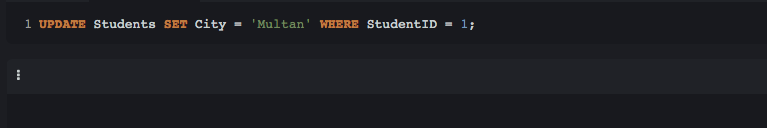 1 UPDATE Students SET City = 'Multan' WHERE StudentID = 1;